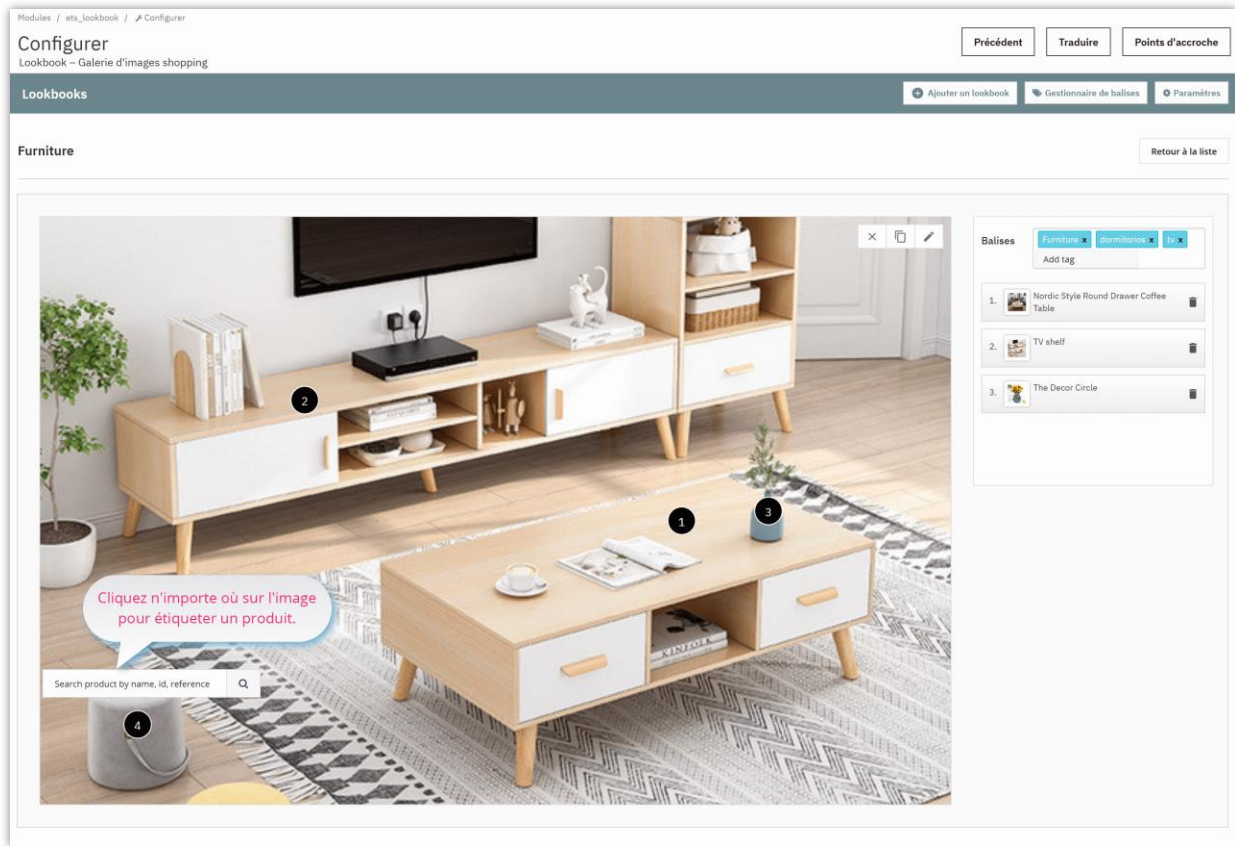 Modules / ets_lookbook / Configurer
Configurer
Lookbook – Galerie d'images shopping
Précédent
Traduire
Points d'accroche
Lookbooks
Ajouter un lookbook
Gestionnaire de balises
Paramètres
Furniture
Retour à la liste
Balises
Furniture x
dormitorios x
tv x
Add tag
1.
Nordic Style Round Drawer Coffee
Table
2.
TV shelf
3.
The Decor Circle
2
1
3
KINFOLK
Cliquez n'importe où sur l'image
pour étiqueter un produit.
Search product by name, id, reference
4